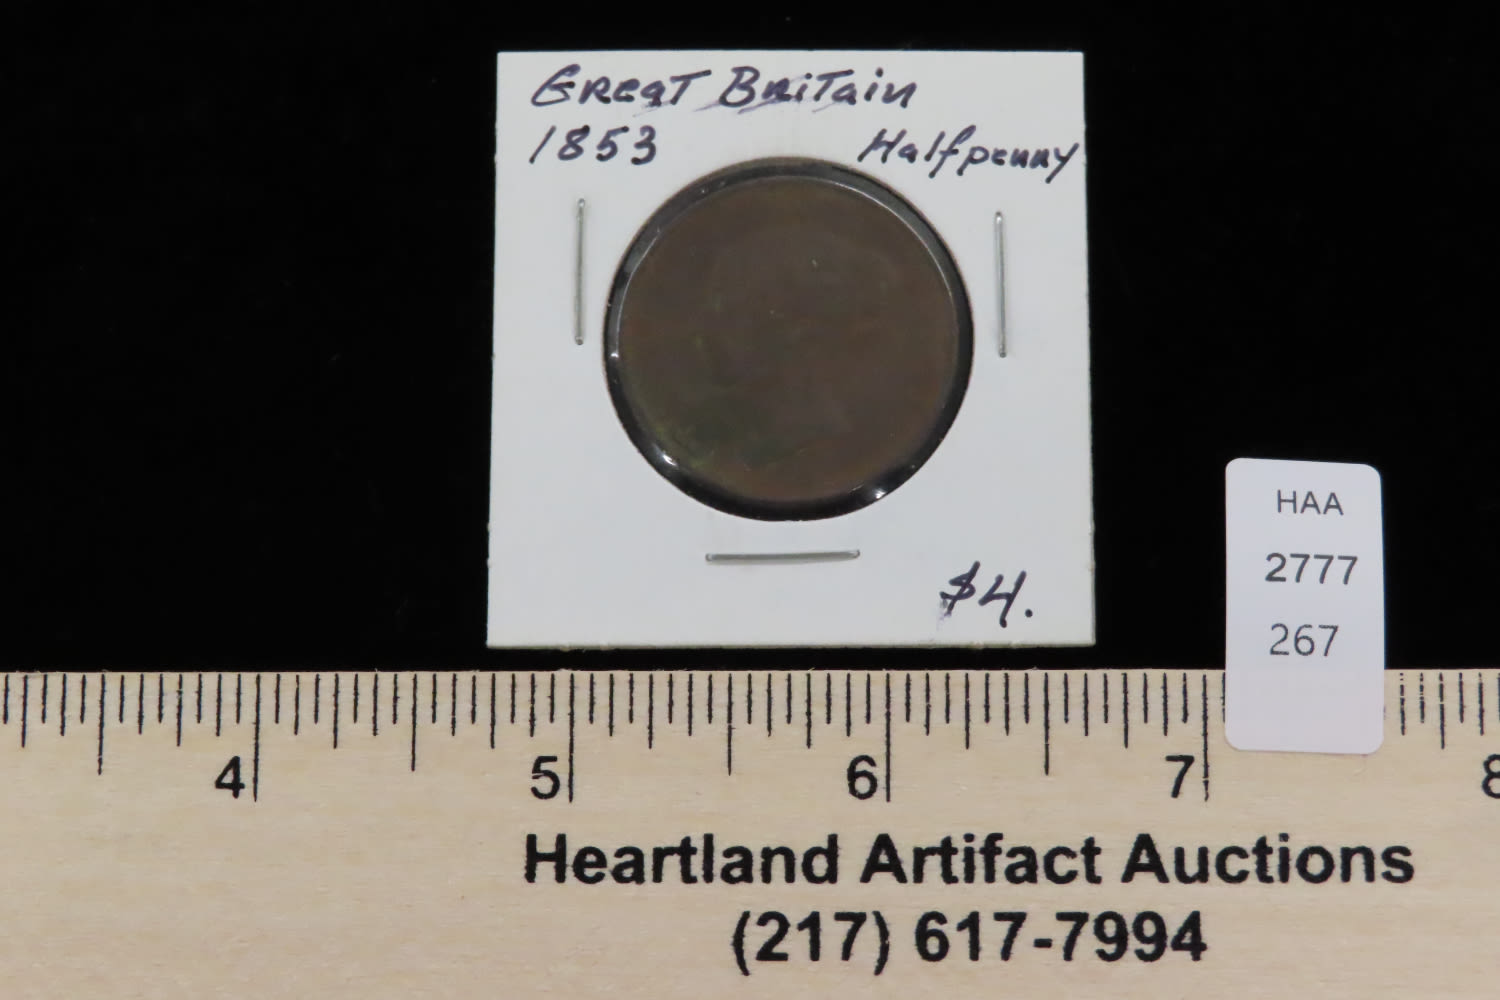 Great Britain
1853 Halfpenny
$4.
HAA
2777
267
4 5 6 7 8
Heartland Artifact Auctions
(217) 617-7994